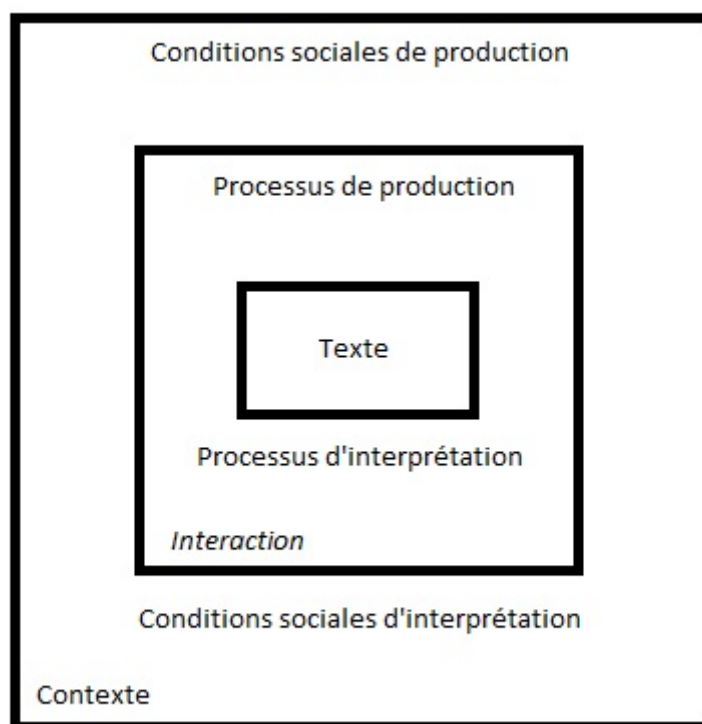 Conditions sociales de production
Processus de production
Texte
Processus d'interprétation
Interaction
Conditions sociales d'interprétation
Contexte